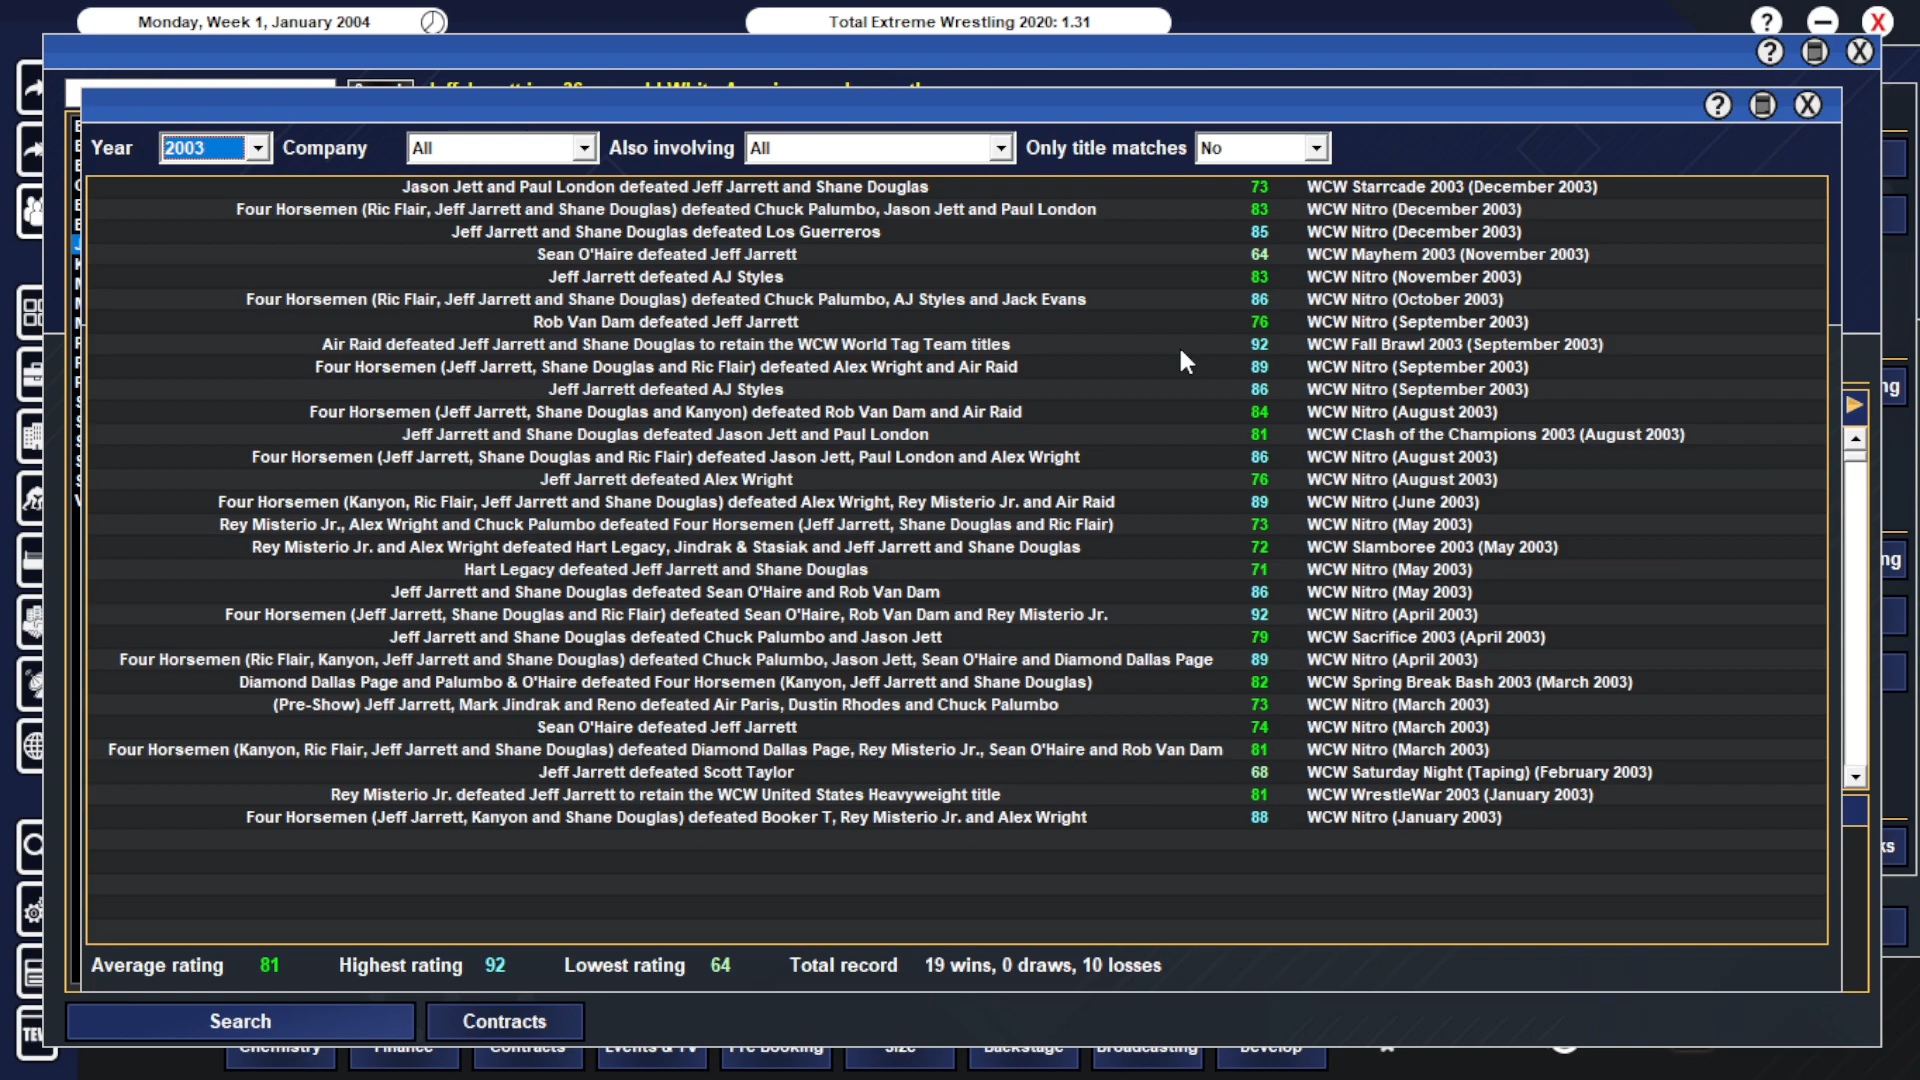 Monday, Week 1, January 2004
Total Extreme Wrestling 2020: 1.31
? – X
? X
? X
Year 2003 Company All Also involving All Only title matches No
Jason Jett and Paul London defeated Jeff Jarrett and Shane Douglas 73 WCW Starrcade 2003 (December 2003)
Four Horsemen (Ric Flair, Jeff Jarrett and Shane Douglas) defeated Chuck Palumbo, Jason Jett and Paul London 83 WCW Nitro (December 2003)
Jeff Jarrett and Shane Douglas defeated Los Guerreros 85 WCW Nitro (December 2003)
Sean O'Haire defeated Jeff Jarrett 64 WCW Mayhem 2003 (November 2003)
Jeff Jarrett defeated AJ Styles 83 WCW Nitro (November 2003)
Four Horsemen (Ric Flair, Jeff Jarrett and Shane Douglas) defeated Chuck Palumbo, AJ Styles and Jack Evans 86 WCW Nitro (October 2003)
Rob Van Dam defeated Jeff Jarrett 76 WCW Nitro (September 2003)
Air Raid defeated Jeff Jarrett and Shane Douglas to retain the WCW World Tag Team titles 92 WCW Fall Brawl 2003 (September 2003)
Four Horsemen (Jeff Jarrett, Shane Douglas and Ric Flair) defeated Alex Wright and Air Raid 89 WCW Nitro (September 2003)
Jeff Jarrett defeated AJ Styles 86 WCW Nitro (September 2003)
Four Horsemen (Jeff Jarrett, Shane Douglas and Kanyon) defeated Rob Van Dam and Air Raid 84 WCW Nitro (August 2003)
Jeff Jarrett and Shane Douglas defeated Jason Jett and Paul London 81 WCW Clash of the Champions 2003 (August 2003)
Four Horsemen (Jeff Jarrett, Shane Douglas and Ric Flair) defeated Jason Jett, Paul London and Alex Wright 86 WCW Nitro (August 2003)
Jeff Jarrett defeated Alex Wright 76 WCW Nitro (August 2003)
Four Horsemen (Kanyon, Ric Flair, Jeff Jarrett and Shane Douglas) defeated Alex Wright, Rey Misterio Jr. and Air Raid 89 WCW Nitro (June 2003)
Rey Misterio Jr., Alex Wright and Chuck Palumbo defeated Four Horsemen (Jeff Jarrett, Shane Douglas and Ric Flair) 73 WCW Nitro (May 2003)
Rey Misterio Jr. and Alex Wright defeated Hart Legacy, Jindrak & Stasiak and Jeff Jarrett and Shane Douglas 72 WCW Slamboree 2003 (May 2003)
Hart Legacy defeated Jeff Jarrett and Shane Douglas 71 WCW Nitro (May 2003)
Jeff Jarrett and Shane Douglas defeated Sean O'Haire and Rob Van Dam 86 WCW Nitro (May 2003)
Four Horsemen (Jeff Jarrett, Shane Douglas and Ric Flair) defeated Sean O'Haire, Rob Van Dam and Rey Misterio Jr. 92 WCW Nitro (April 2003)
Jeff Jarrett and Shane Douglas defeated Chuck Palumbo and Jason Jett 79 WCW Sacrifice 2003 (April 2003)
Four Horsemen (Ric Flair, Kanyon, Jeff Jarrett and Shane Douglas) defeated Chuck Palumbo, Jason Jett, Sean O'Haire and Diamond Dallas Page 89 WCW Nitro (April 2003)
Diamond Dallas Page and Palumbo & O'Haire defeated Four Horsemen (Kanyon, Jeff Jarrett and Shane Douglas) 82 WCW Spring Break Bash 2003 (March 2003)
(Pre-Show) Jeff Jarrett, Mark Jindrak and Reno defeated Air Paris, Dustin Rhodes and Chuck Palumbo 73 WCW Nitro (March 2003)
Sean O'Haire defeated Jeff Jarrett 74 WCW Nitro (March 2003)
Four Horsemen (Kanyon, Ric Flair, Jeff Jarrett and Shane Douglas) defeated Diamond Dallas Page, Rey Misterio Jr., Sean O'Haire and Rob Van Dam 81 WCW Nitro (March 2003)
Jeff Jarrett defeated Scott Taylor 68 WCW Saturday Night (Taping) (February 2003)
Rey Misterio Jr. defeated Jeff Jarrett to retain the WCW United States Heavyweight title 81 WCW WrestleWar 2003 (January 2003)
Four Horsemen (Jeff Jarrett, Kanyon and Shane Douglas) defeated Booker T, Rey Misterio Jr. and Alex Wright 88 WCW Nitro (January 2003)
Average rating 81 Highest rating 92 Lowest rating 64 Total record 19 wins, 0 draws, 10 losses
Search Contracts
Chemistry Finance Contracts Events & TV Pre Booking Size Backstage Broadcasting Develop